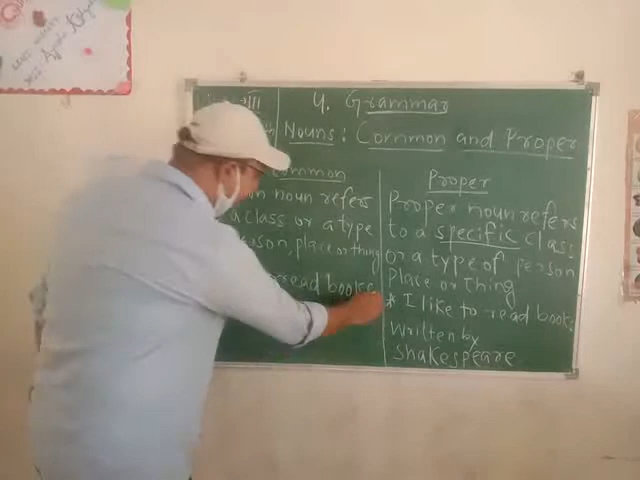 4. Grammar
Nouns: Common and Proper
Common
noun refers
a class or a type
person, place or thing
read books
Proper
Proper noun refers
to a specific class
or a type of person
Place or Thing
* I like to read books
Written by
Shakespeare